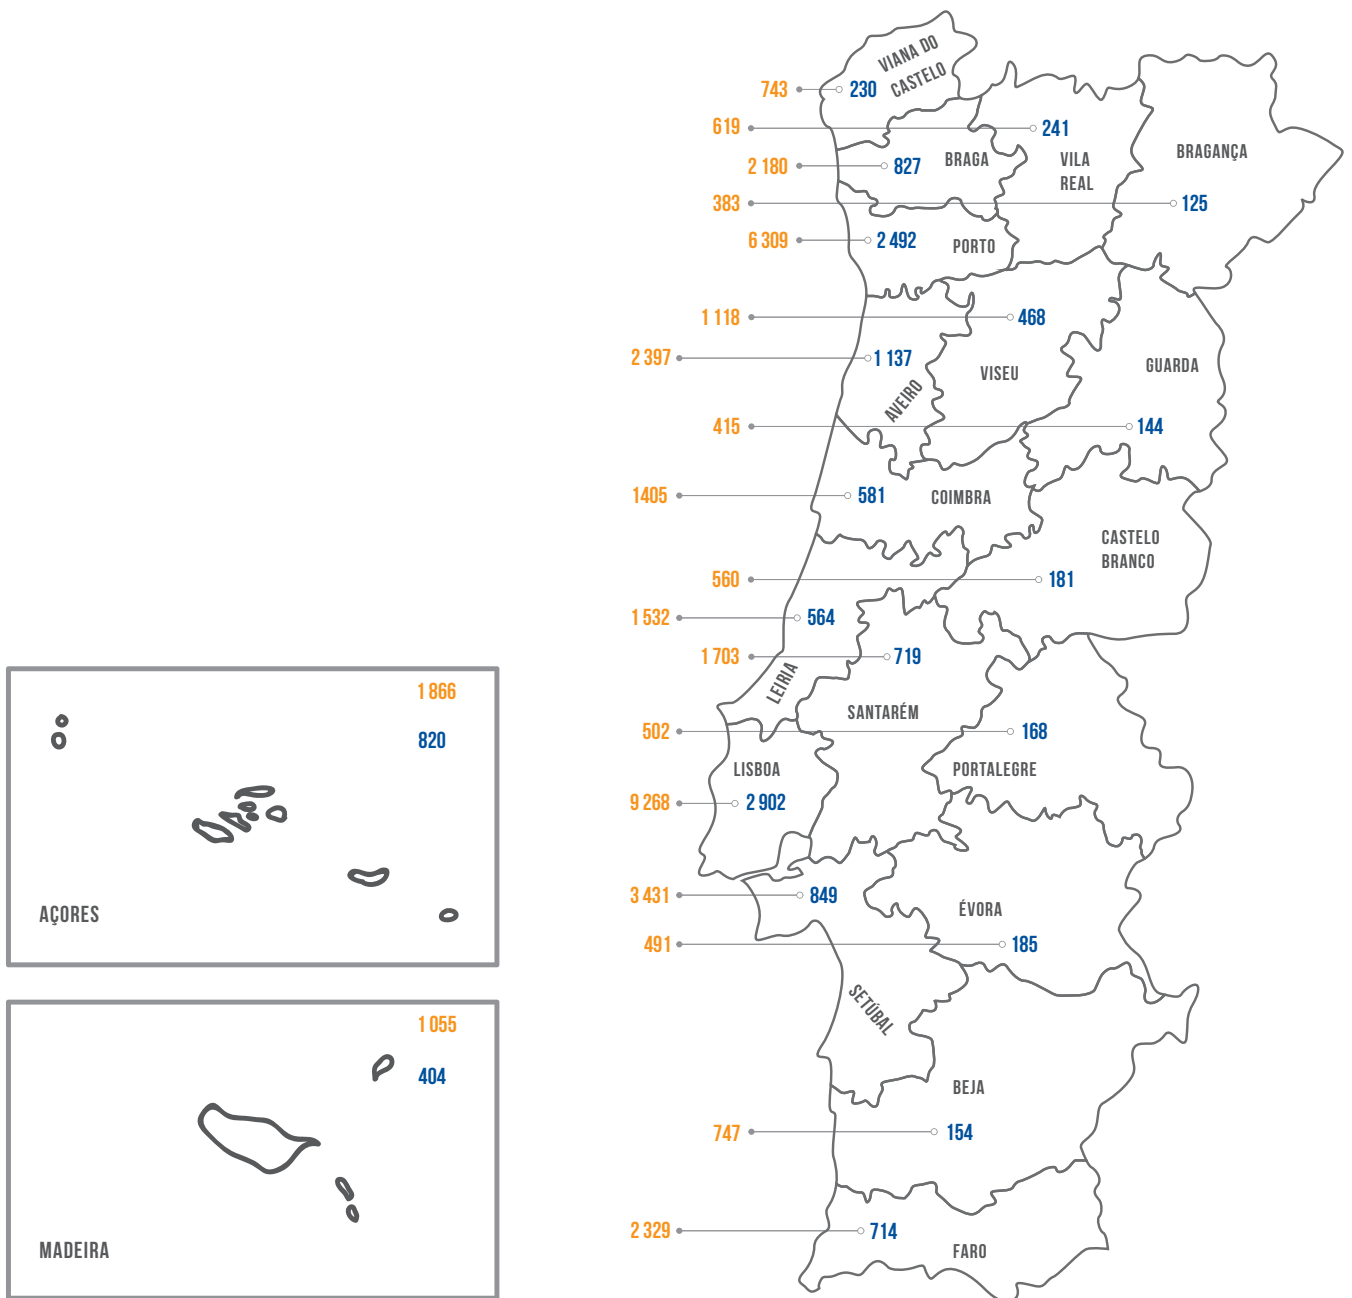 VIANA DO
CASTELO
743 230
619 241
BRAGA
VILA
REAL
BRAGANÇA
2 180 827
383 125
6 309 2 492
PORTO
1 118 468
2 397 1 137
AVEIRO
VISEU
GUARDA
415 144
1405 581
COIMBRA
CASTELO
BRANCO
560 181
1 532 564
1 703 719
LEIRIA
SANTARÉM
502 168
LISBOA
PORTALEGRE
9 268 2 902
3 431 849
ÉVORA
491 185
SETÚBAL
BEJA
747 154
2 329 714
FARO
1 866
820
AÇORES
1 055
404
MADEIRA